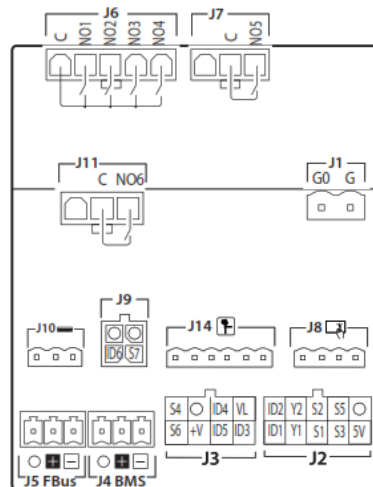 J6 J7
C NO1 NO2 NO3 NO4 C NO5
J11 J1
C NO6 G0 G
J9
J10 J14 J8
ID6 S7
S4 ID4 VL ID2 Y2 S2 S5
S6 +V ID5 ID3 ID1 Y1 S1 S3 5V
J3 J2
J5 FBus J4 BMS